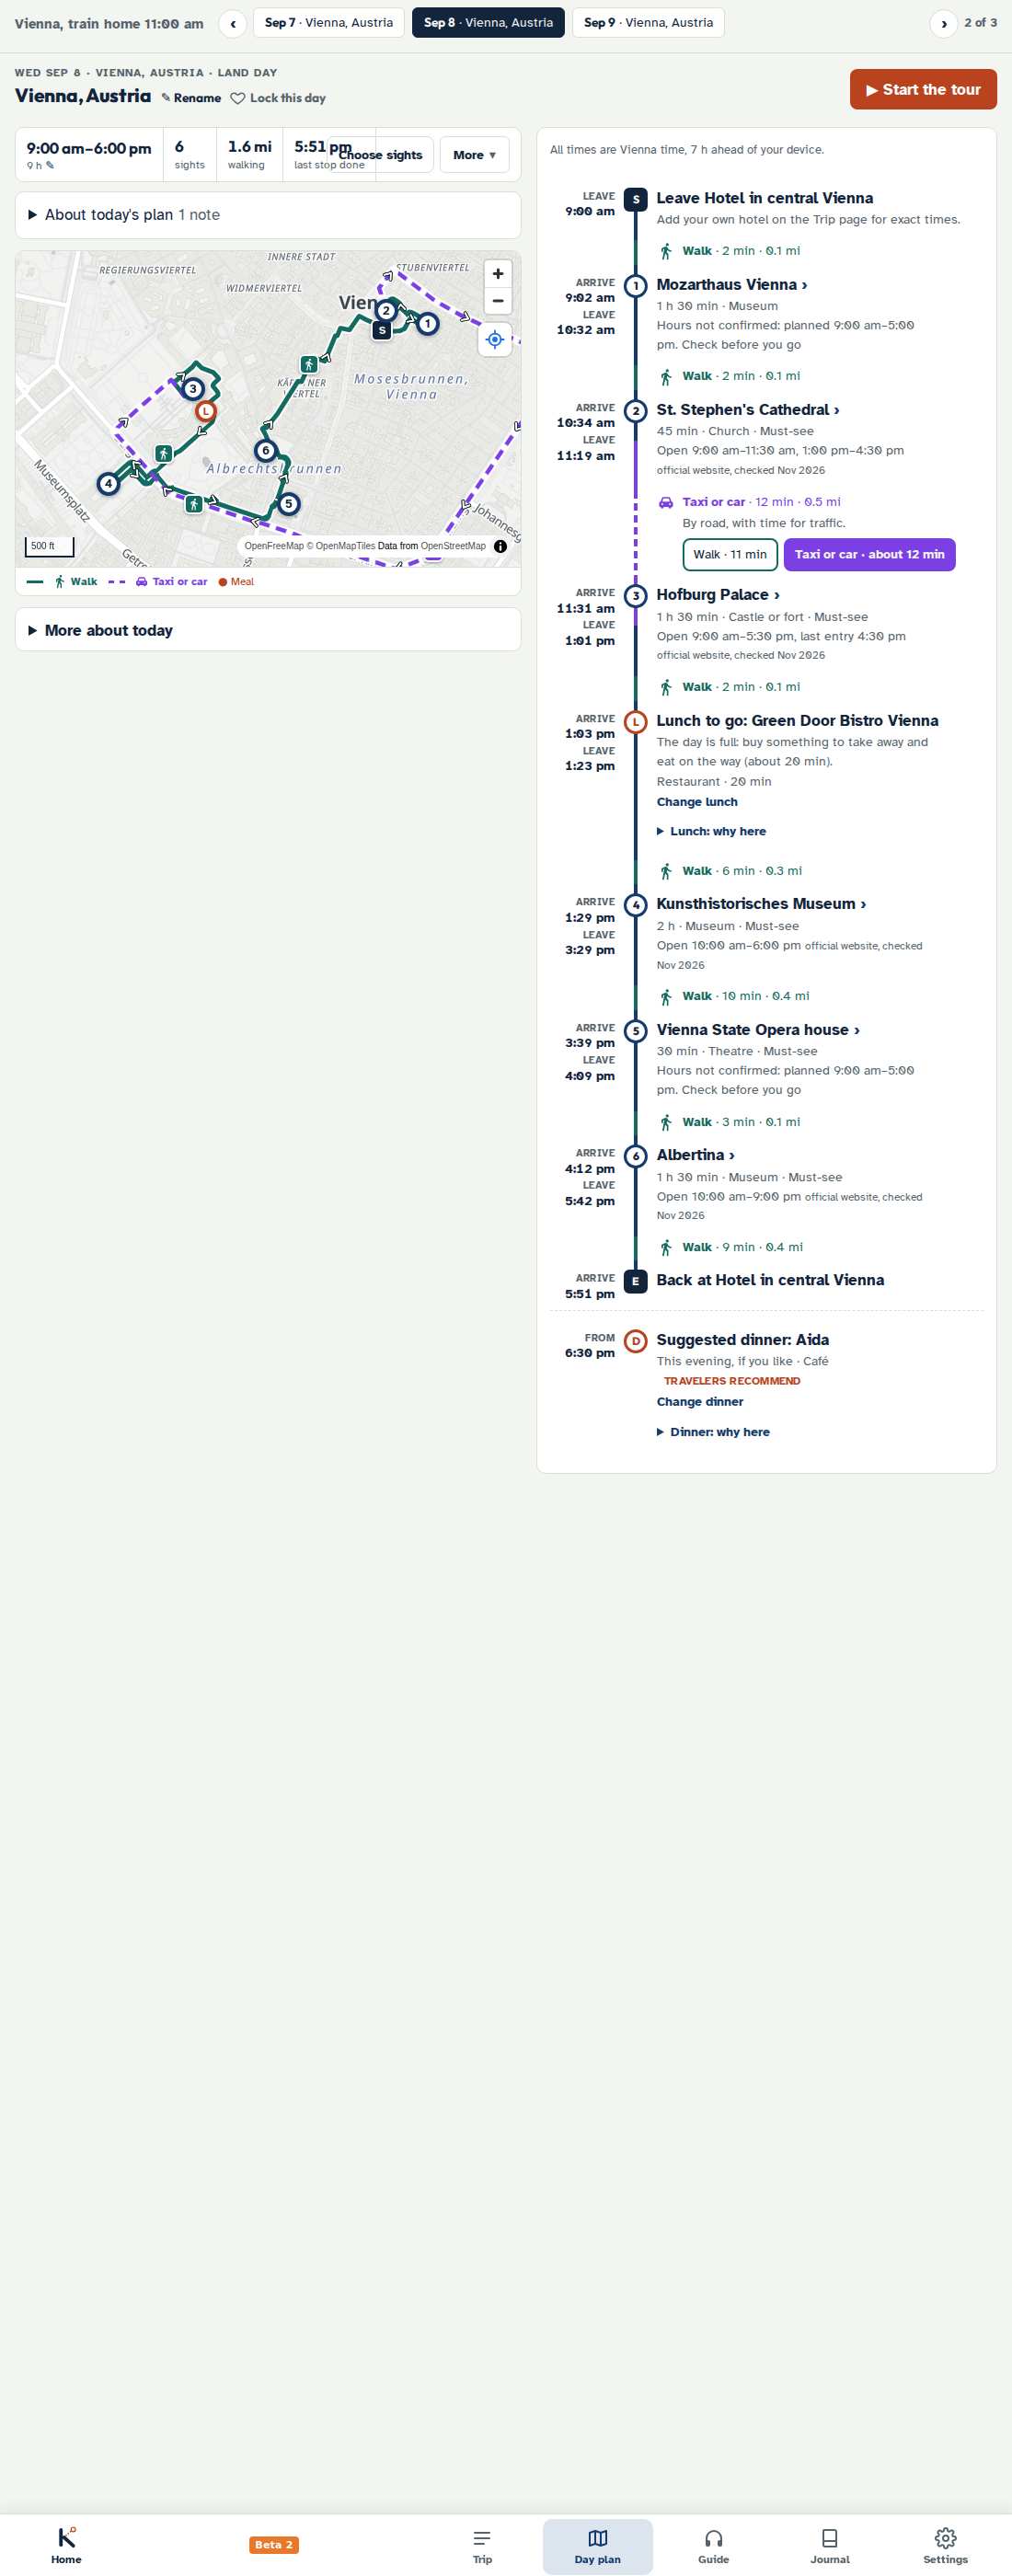 Vienna, train home 11:00 am
‹
Sep 7 · Vienna, Austria
Sep 8 · Vienna, Austria
Sep 9 · Vienna, Austria
›
2 of 3
WED SEP 8 · VIENNA, AUSTRIA · LAND DAY
Vienna, Austria
✎ Rename
Lock this day
▶ Start the tour
9:00 am–6:00 pm
9 h ✎
6
sights
1.6 mi
walking
5:51 pm
last stop done
Choose sights
More ▼
▶ About today's plan 1 note
INNERE STADT
REGIERUNGSVIERTEL
STUBENVIERTEL
WIDMERVIERTEL
Vien
2
1
S
3
L
Mosesbrunnen,
Vienna
6
Albrechtsbrunnen
4
5
Museumsplatz
Johannesg
Getre
+
−
500 ft
OpenFreeMap © OpenMapTiles Data from OpenStreetMap
Walk
Taxi or car
Meal
▶ More about today
All times are Vienna time, 7 h ahead of your device.
LEAVE
9:00 am
S
Leave Hotel in central Vienna
Add your own hotel on the Trip page for exact times.
Walk · 2 min · 0.1 mi
ARRIVE
9:02 am
LEAVE
10:32 am
1
Mozarthaus Vienna ›
1 h 30 min · Museum
Hours not confirmed: planned 9:00 am–5:00
pm. Check before you go
Walk · 2 min · 0.1 mi
ARRIVE
10:34 am
LEAVE
11:19 am
2
St. Stephen's Cathedral ›
45 min · Church · Must-see
Open 9:00 am–11:30 am, 1:00 pm–4:30 pm
official website, checked Nov 2026
Taxi or car · 12 min · 0.5 mi
By road, with time for traffic.
Walk · 11 min
Taxi or car · about 12 min
ARRIVE
11:31 am
LEAVE
1:01 pm
3
Hofburg Palace ›
1 h 30 min · Castle or fort · Must-see
Open 9:00 am–5:30 pm, last entry 4:30 pm
official website, checked Nov 2026
Walk · 2 min · 0.1 mi
ARRIVE
1:03 pm
LEAVE
1:23 pm
L
Lunch to go: Green Door Bistro Vienna
The day is full: buy something to take away and
eat on the way (about 20 min).
Restaurant · 20 min
Change lunch
▶ Lunch: why here
Walk · 6 min · 0.3 mi
ARRIVE
1:29 pm
LEAVE
3:29 pm
4
Kunsthistorisches Museum ›
2 h · Museum · Must-see
Open 10:00 am–6:00 pm official website, checked
Nov 2026
Walk · 10 min · 0.4 mi
ARRIVE
3:39 pm
LEAVE
4:09 pm
5
Vienna State Opera house ›
30 min · Theatre · Must-see
Hours not confirmed: planned 9:00 am–5:00
pm. Check before you go
Walk · 3 min · 0.1 mi
ARRIVE
4:12 pm
LEAVE
5:42 pm
6
Albertina ›
1 h 30 min · Museum · Must-see
Open 10:00 am–9:00 pm official website, checked
Nov 2026
Walk · 9 min · 0.4 mi
ARRIVE
5:51 pm
E
Back at Hotel in central Vienna
FROM
6:30 pm
D
Suggested dinner: Aida
This evening, if you like · Café
TRAVELERS RECOMMEND
Change dinner
▶ Dinner: why here
Home
Beta 2
Trip
Day plan
Guide
Journal
Settings